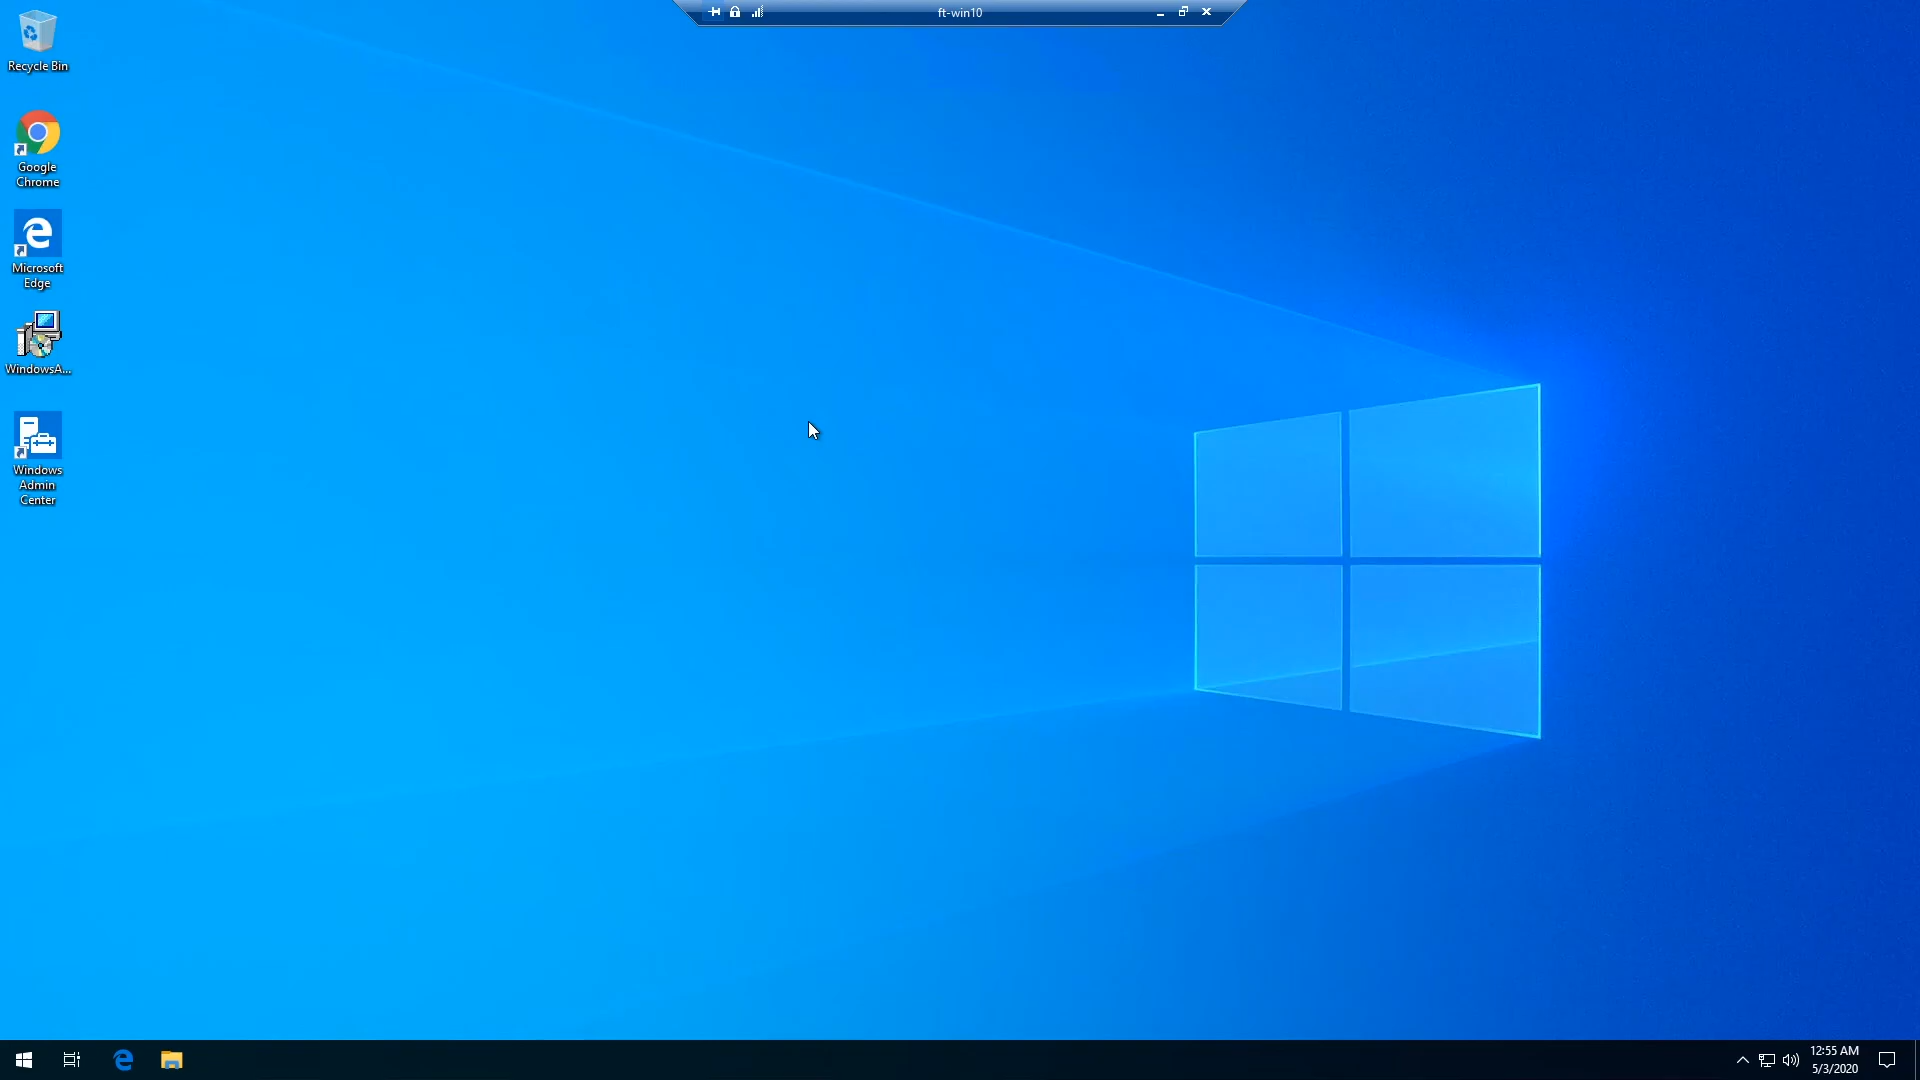 ft-win10
Recycle Bin
Google
Chrome
Microsoft
Edge
WindowsA...
Windows
Admin
Center
12:55 AM
5/3/2020